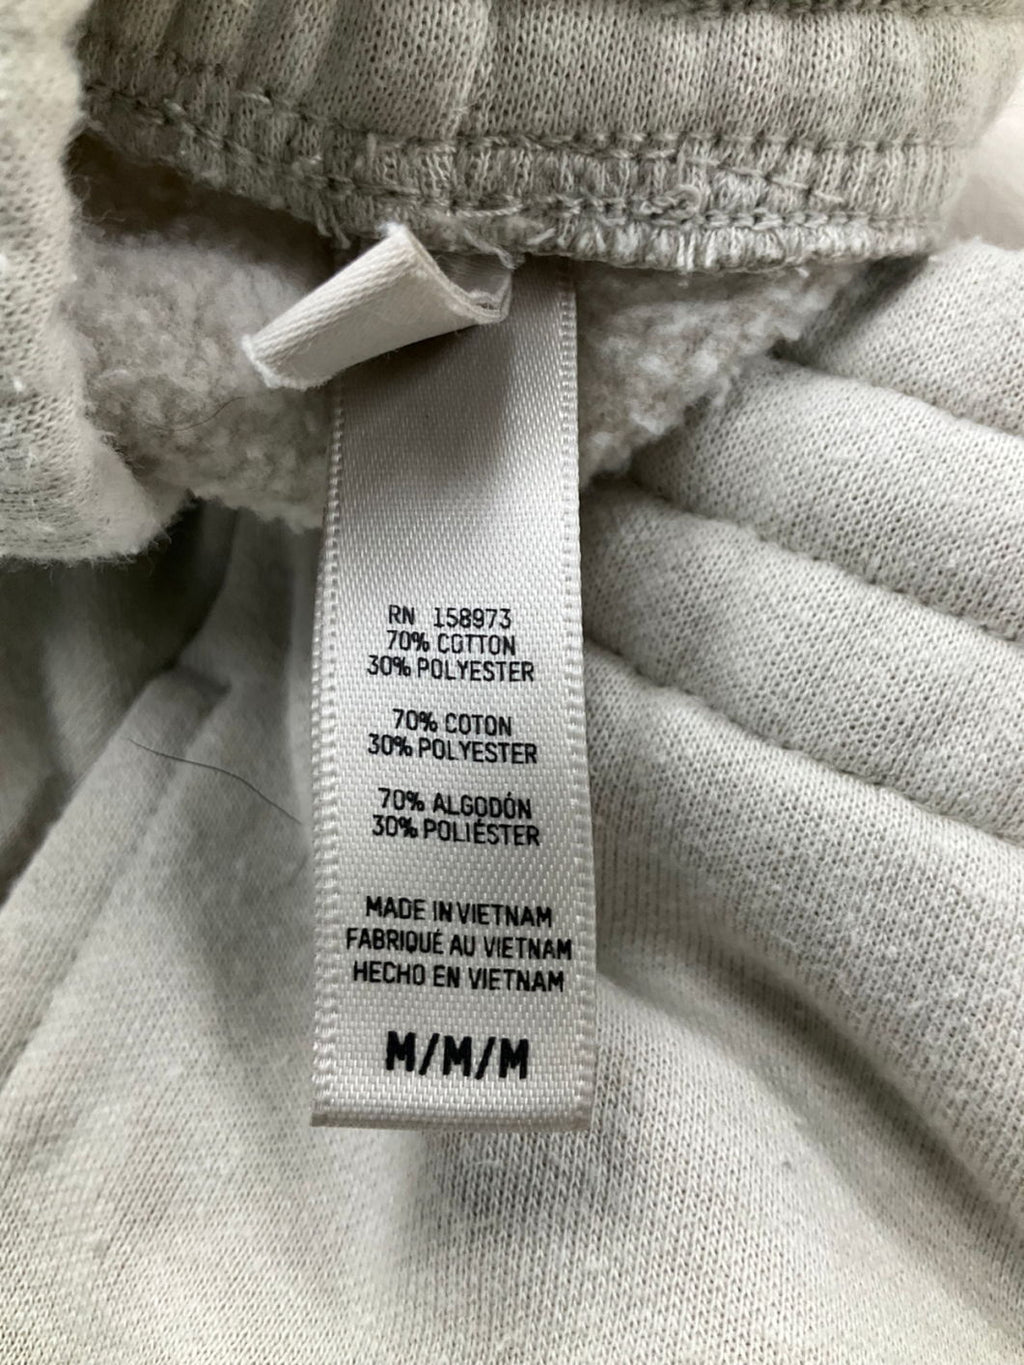 RN 158973
70% COTTON
30% POLYESTER
70% COTON
30% POLYESTER
70% ALGODÓN
30% POLIÉSTER
MADE IN VIETNAM
FABRIQUÉ AU VIETNAM
HECHO EN VIETNAM
M/M/M